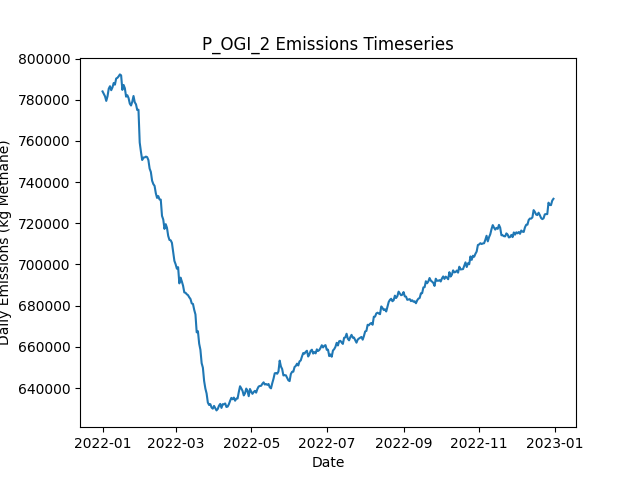 P_OGI_2 Emissions Timeseries
Daily Emissions (kg Methane)
800000
780000
760000
740000
720000
700000
680000
660000
640000
2022-01 2022-03 2022-05 2022-07 2022-09 2022-11 2023-01
Date